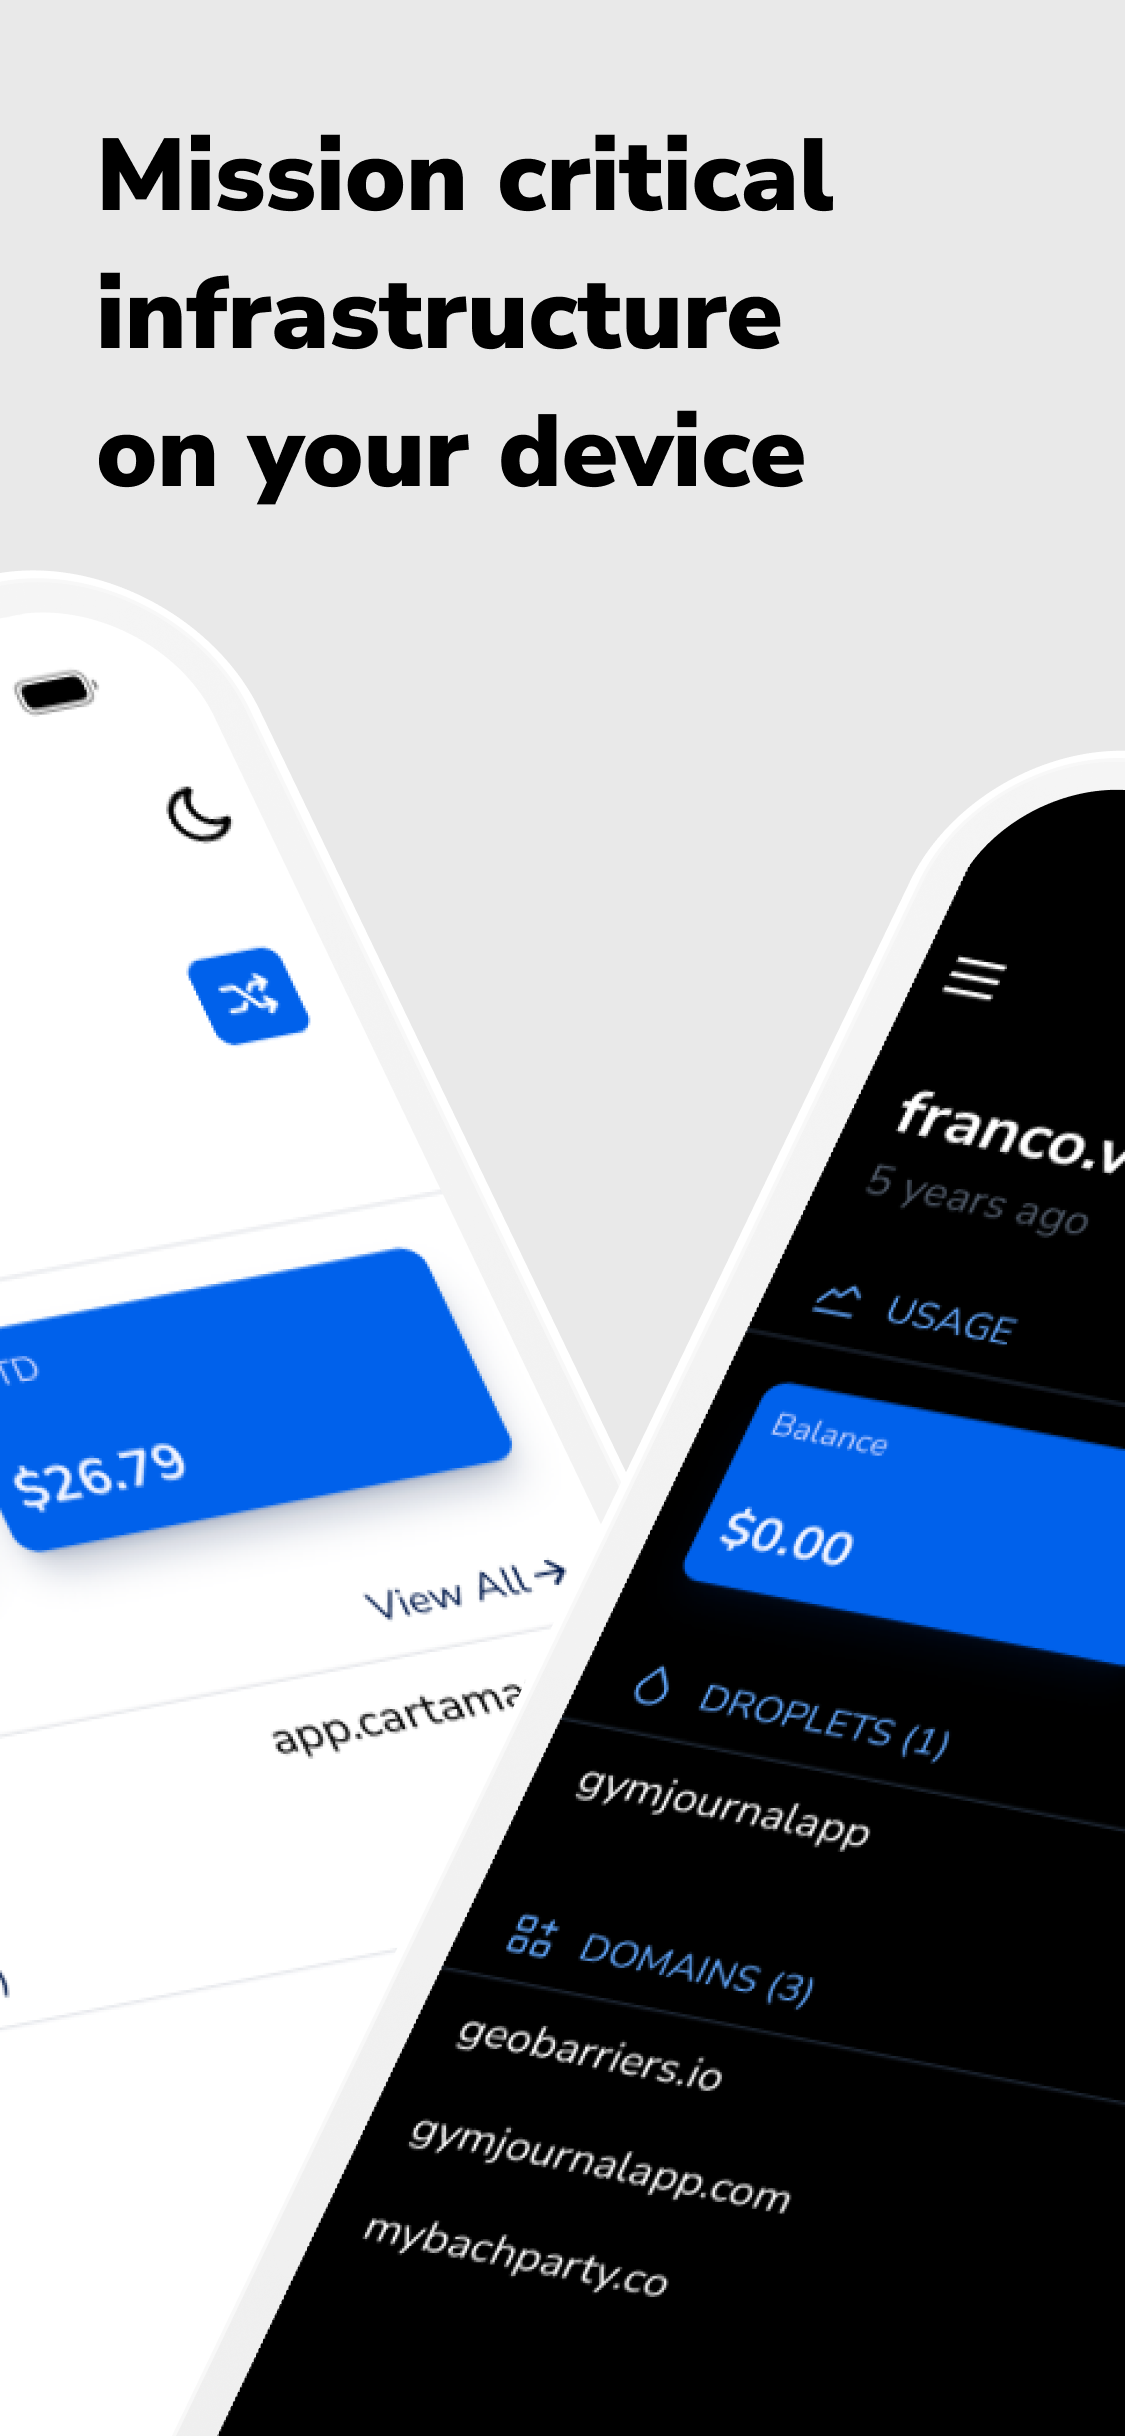 Mission critical
infrastructure
on your device
$26.79
View All
franco.v
5 years ago
USAGE
Balance
$0.00
DROPLETS (1)
gymjournalapp
DOMAINS (3)
geobarriers.io
gymjournalapp.com
mybachparty.co
TD
app.cartama